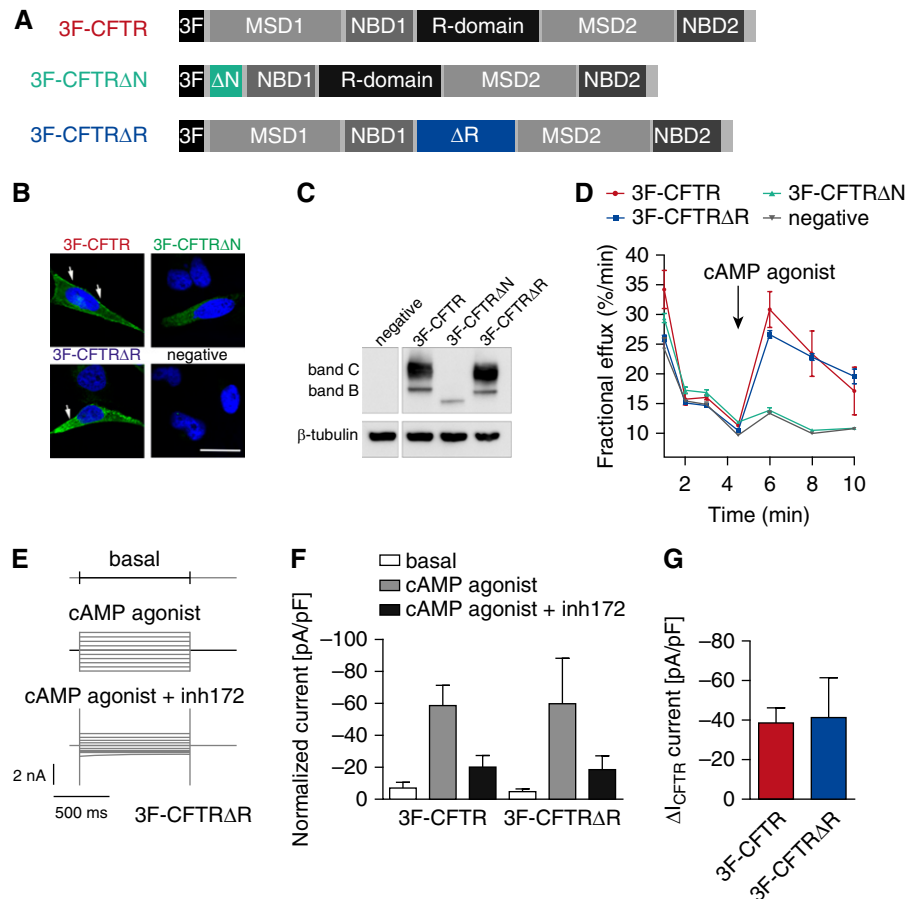 A
3F-CFTR
3F MSD1 NBD1 R-domain MSD2 NBD2
3F-CFTRΔN
3F ΔN NBD1 R-domain MSD2 NBD2
3F-CFTRΔR
3F MSD1 NBD1 ΔR MSD2 NBD2
B
3F-CFTR 3F-CFTRΔN
3F-CFTRΔR negative
C
negative 3F-CFTR 3F-CFTRΔN 3F-CFTRΔR
band C
band B
β-tubulin
D
3F-CFTR 3F-CFTRΔN
3F-CFTRΔR negative
cAMP agonist
Fractional efflux (%/min)
40
35
30
25
20
15
10
2 4 6 8 10
Time (min)
E
basal
cAMP agonist
cAMP agonist + inh172
2 nA
500 ms
3F-CFTRΔR
F
basal
cAMP agonist
cAMP agonist + inh172
Normalized current [pA/pF]
–100
–80
–60
–40
–20
0
3F-CFTR 3F-CFTRΔR
G
ΔICFTR current [pA/pF]
–80
–60
–40
–20
0
3F-CFTR 3F-CFTRΔR